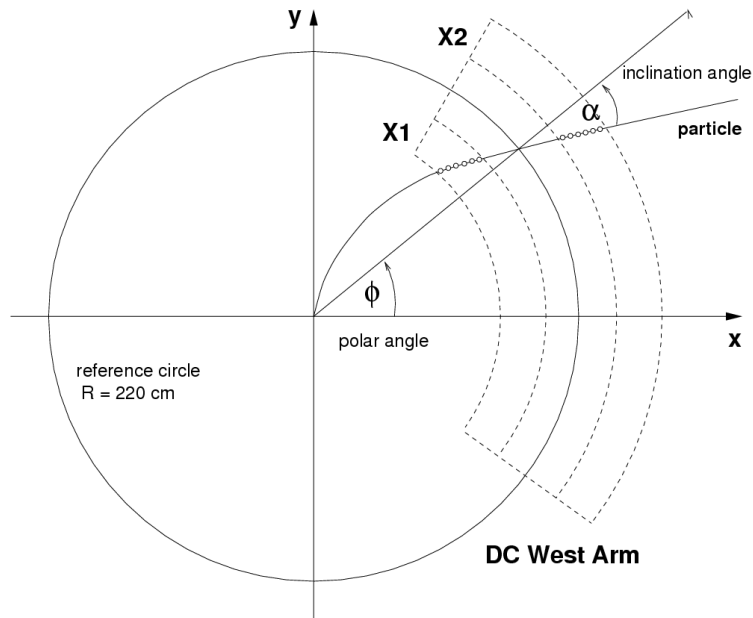 y
X2
inclination angle
α
X1
particle
ϕ
x
polar angle
reference circle
R = 220 cm
DC West Arm